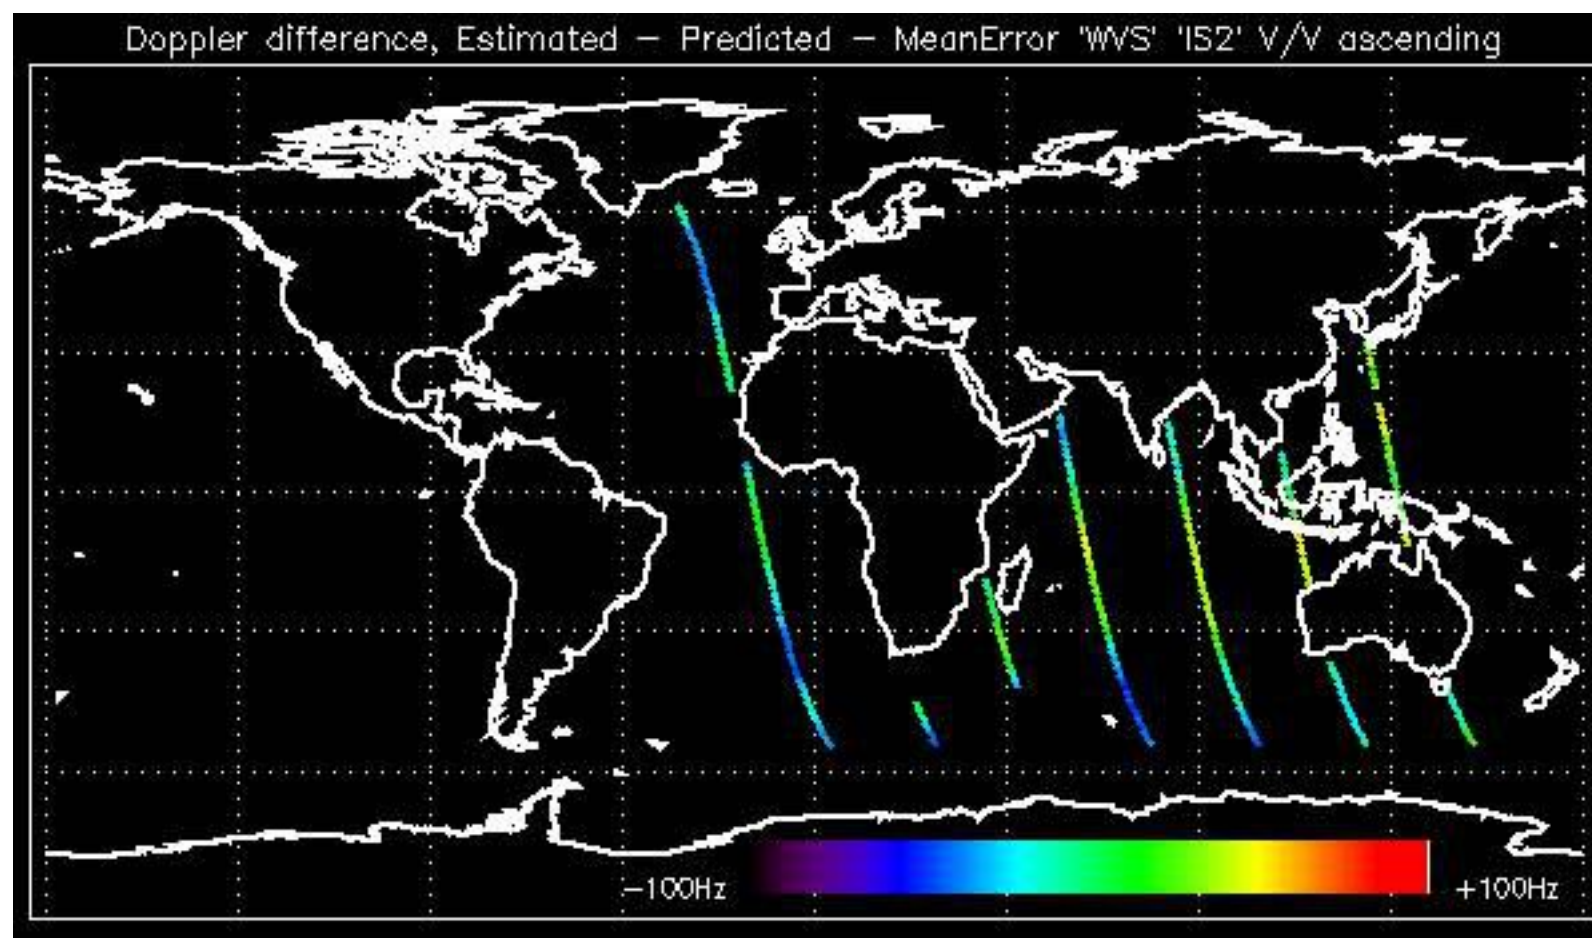 Doppler difference, Estimated – Predicted – MeanError 'WVS' 'IS2' V/V ascending
–100Hz +100Hz